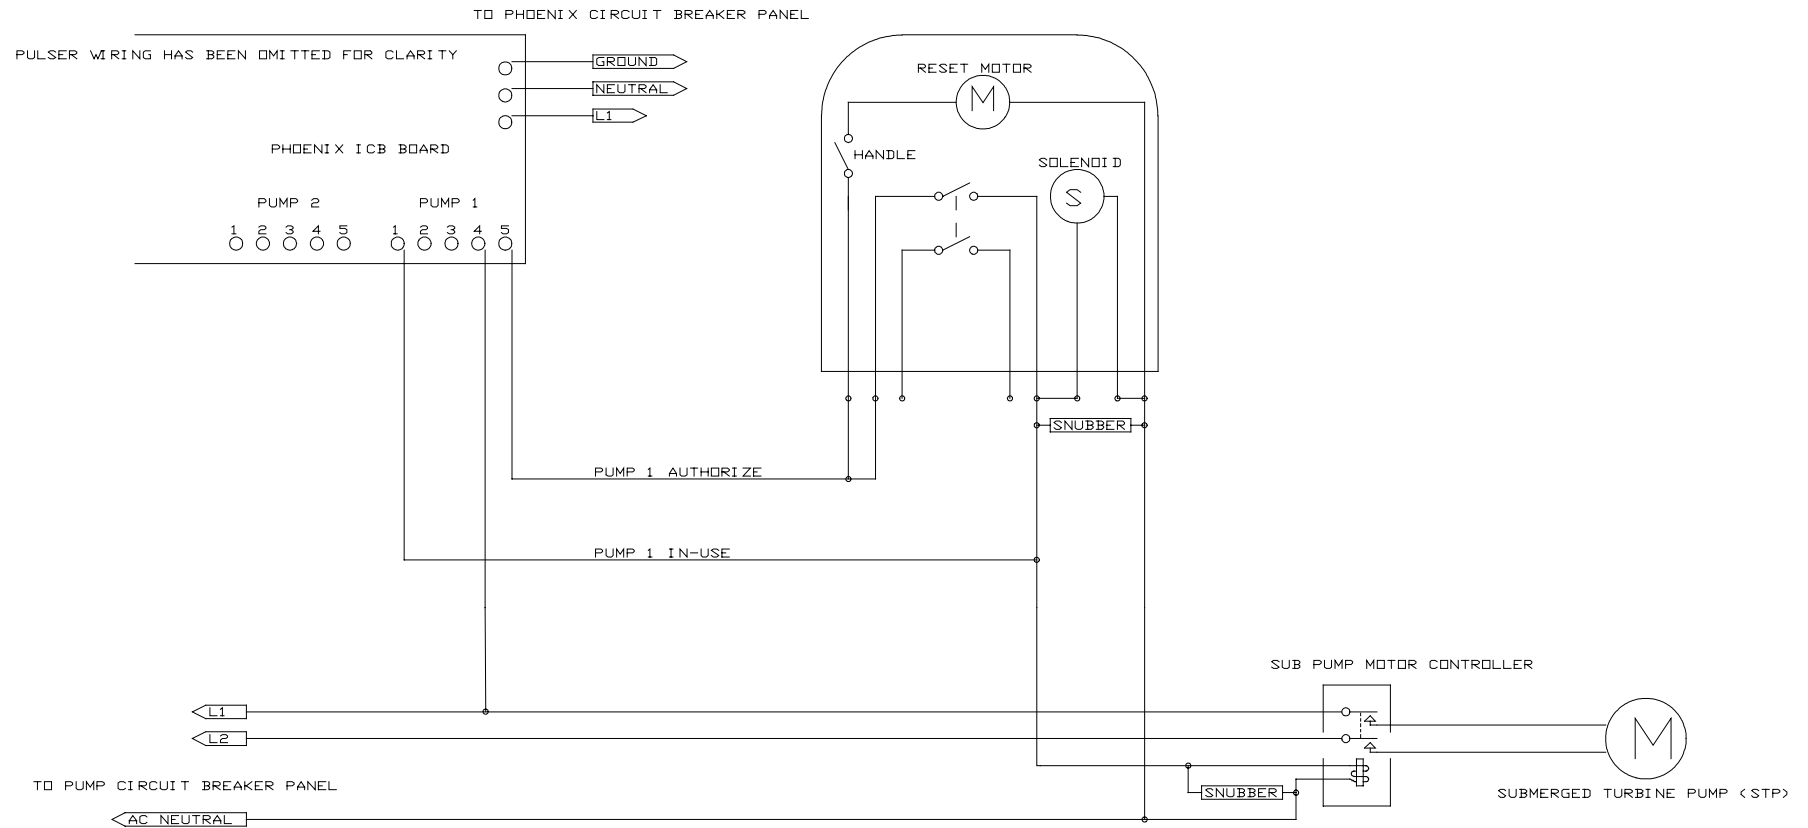 TO PHOENIX CIRCUIT BREAKER PANEL
PULSER WIRING HAS BEEN OMITTED FOR CLARITY
GROUND
NEUTRAL
L1
PHOENIX ICB BOARD
PUMP 2
PUMP 1
1 2 3 4 5
1 2 3 4 5
RESET MOTOR
M
HANDLE
SOLENOID
S
SNUBBER
PUMP 1 AUTHORIZE
PUMP 1 IN-USE
SUB PUMP MOTOR CONTROLLER
L1
L2
M
TO PUMP CIRCUIT BREAKER PANEL
SNUBBER
SUBMERGED TURBINE PUMP (STP)
AC NEUTRAL